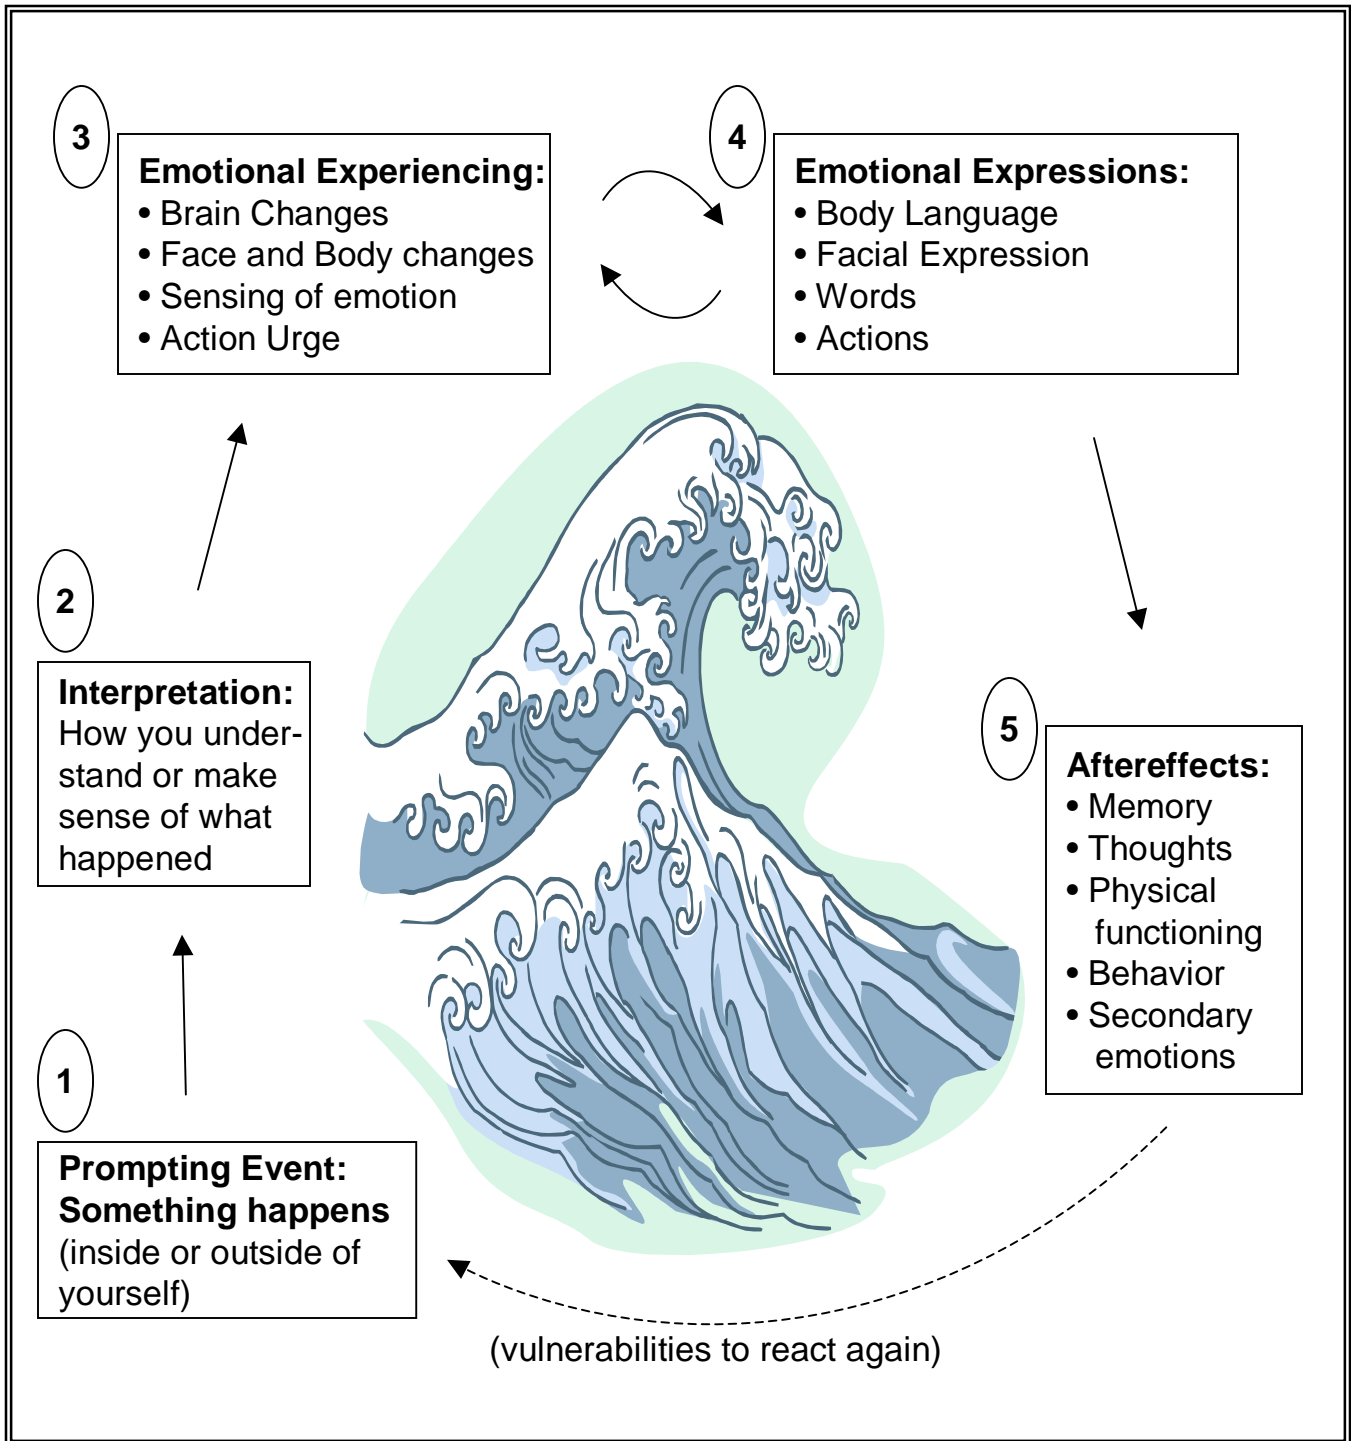 3
Emotional Experiencing:
• Brain Changes
• Face and Body changes
• Sensing of emotion
• Action Urge
4
Emotional Expressions:
• Body Language
• Facial Expression
• Words
• Actions
2
Interpretation:
How you under-
stand or make
sense of what
happened
5
Aftereffects:
• Memory
• Thoughts
• Physical
functioning
• Behavior
• Secondary
emotions
1
Prompting Event:
Something happens
(inside or outside of
yourself)
(vulnerabilities to react again)